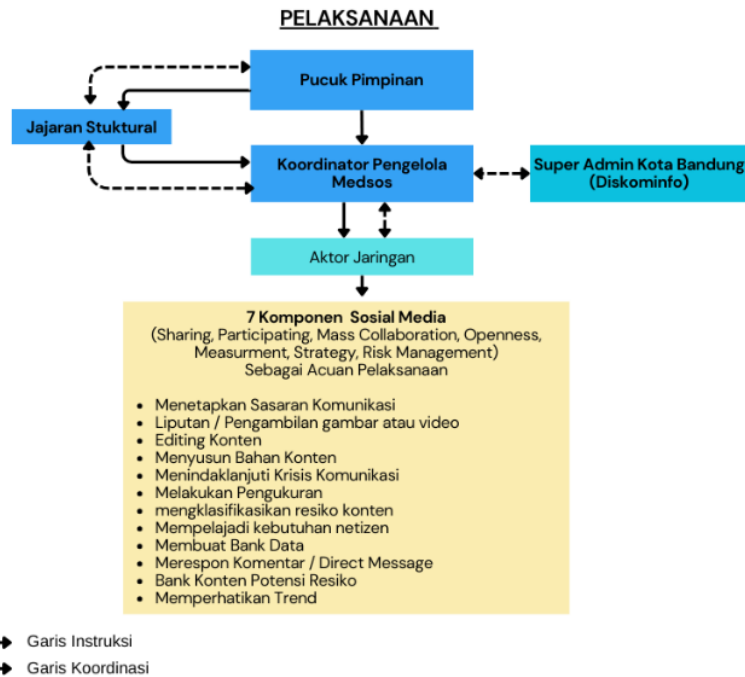 PELAKSANAAN
Pucuk Pimpinan
Jajaran Stuktural
Koordinator Pengelola
Medsos
Super Admin Kota Bandung
(Diskominfo)
Aktor Jaringan
7 Komponen Sosial Media
(Sharing, Participating, Mass Collaboration, Openness,
Measurment, Strategy, Risk Management)
Sebagai Acuan Pelaksanaan
• Menetapkan Sasaran Komunikasi
• Liputan / Pengambilan gambar atau video
• Editing Konten
• Menyusun Bahan Konten
• Menindaklanjuti Krisis Komunikasi
• Melakukan Pengukuran
• mengklasifikasikan resiko konten
• Mempelajadi kebutuhan netizen
• Membuat Bank Data
• Merespon Komentar / Direct Message
• Bank Konten Potensi Resiko
• Memperhatikan Trend
Garis Instruksi
Garis Koordinasi